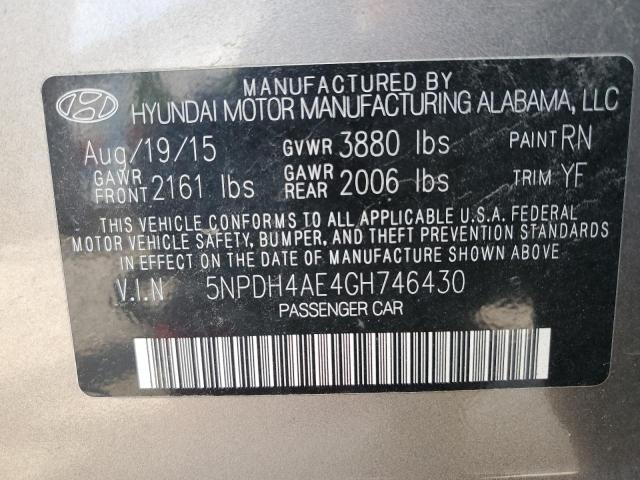 MANUFACTURED BY
HYUNDAI MOTOR MANUFACTURING ALABAMA, LLC
Aug/19/15 GVWR 3880 lbs PAINT RN
GAWR FRONT 2161 lbs GAWR REAR 2006 lbs TRIM YF
THIS VEHICLE CONFORMS TO ALL APPLICABLE U.S.A. FEDERAL
MOTOR VEHICLE SAFETY, BUMPER, AND THEFT PREVENTION STANDARDS
IN EFFECT ON THE DATE OF MANUFACTURE SHOWN ABOVE
V.I.N 5NPDH4AE4GH746430
PASSENGER CAR